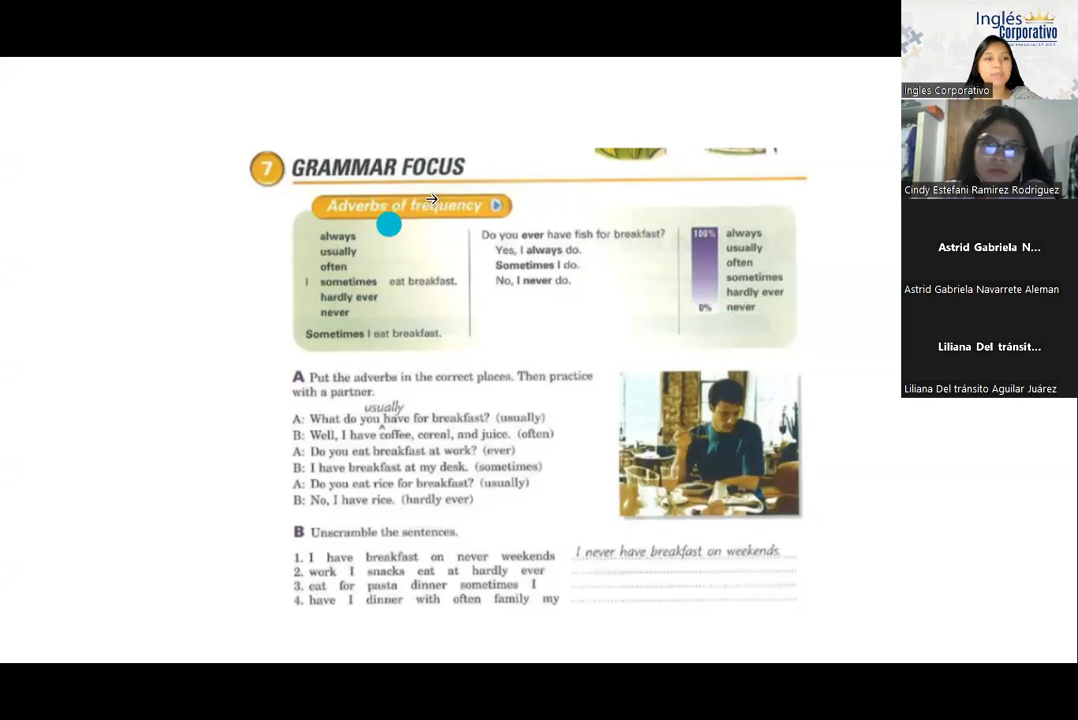 7 GRAMMAR FOCUS
Adverbs of frequency
always
usually
often
I sometimes eat breakfast.
hardly ever
never
Sometimes I eat breakfast.
Do you ever have fish for breakfast?
Yes, I always do.
Sometimes I do.
No, I never do.
100% always
usually
often
sometimes
hardly ever
0% never
A Put the adverbs in the correct places. Then practice
with a partner.
usually
A: What do you have for breakfast? (usually)
B: Well, I have coffee, cereal, and juice. (often)
A: Do you eat breakfast at work? (ever)
B: I have breakfast at my desk. (sometimes)
A: Do you eat rice for breakfast? (usually)
B: No, I have rice. (hardly ever)
B Unscramble the sentences.
1. I have breakfast on never weekends
I never have breakfast on weekends.
2. work I snacks eat at hardly ever
3. eat for pasta dinner sometimes I
4. have I dinner with often family my
Inglés
Corporativo
Ingles Corporativo
Cindy Estefani Ramirez Rodriguez
Astrid Gabriela N...
Astrid Gabriela Navarrete Aleman
Liliana Del tránsit...
Liliana Del tránsito Aguilar Juárez